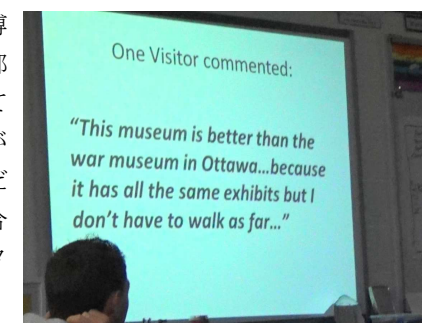 One Visitor commented:
“This museum is better than the
war museum in Ottawa...because
it has all the same exhibits but I
don’t have to walk as far...”